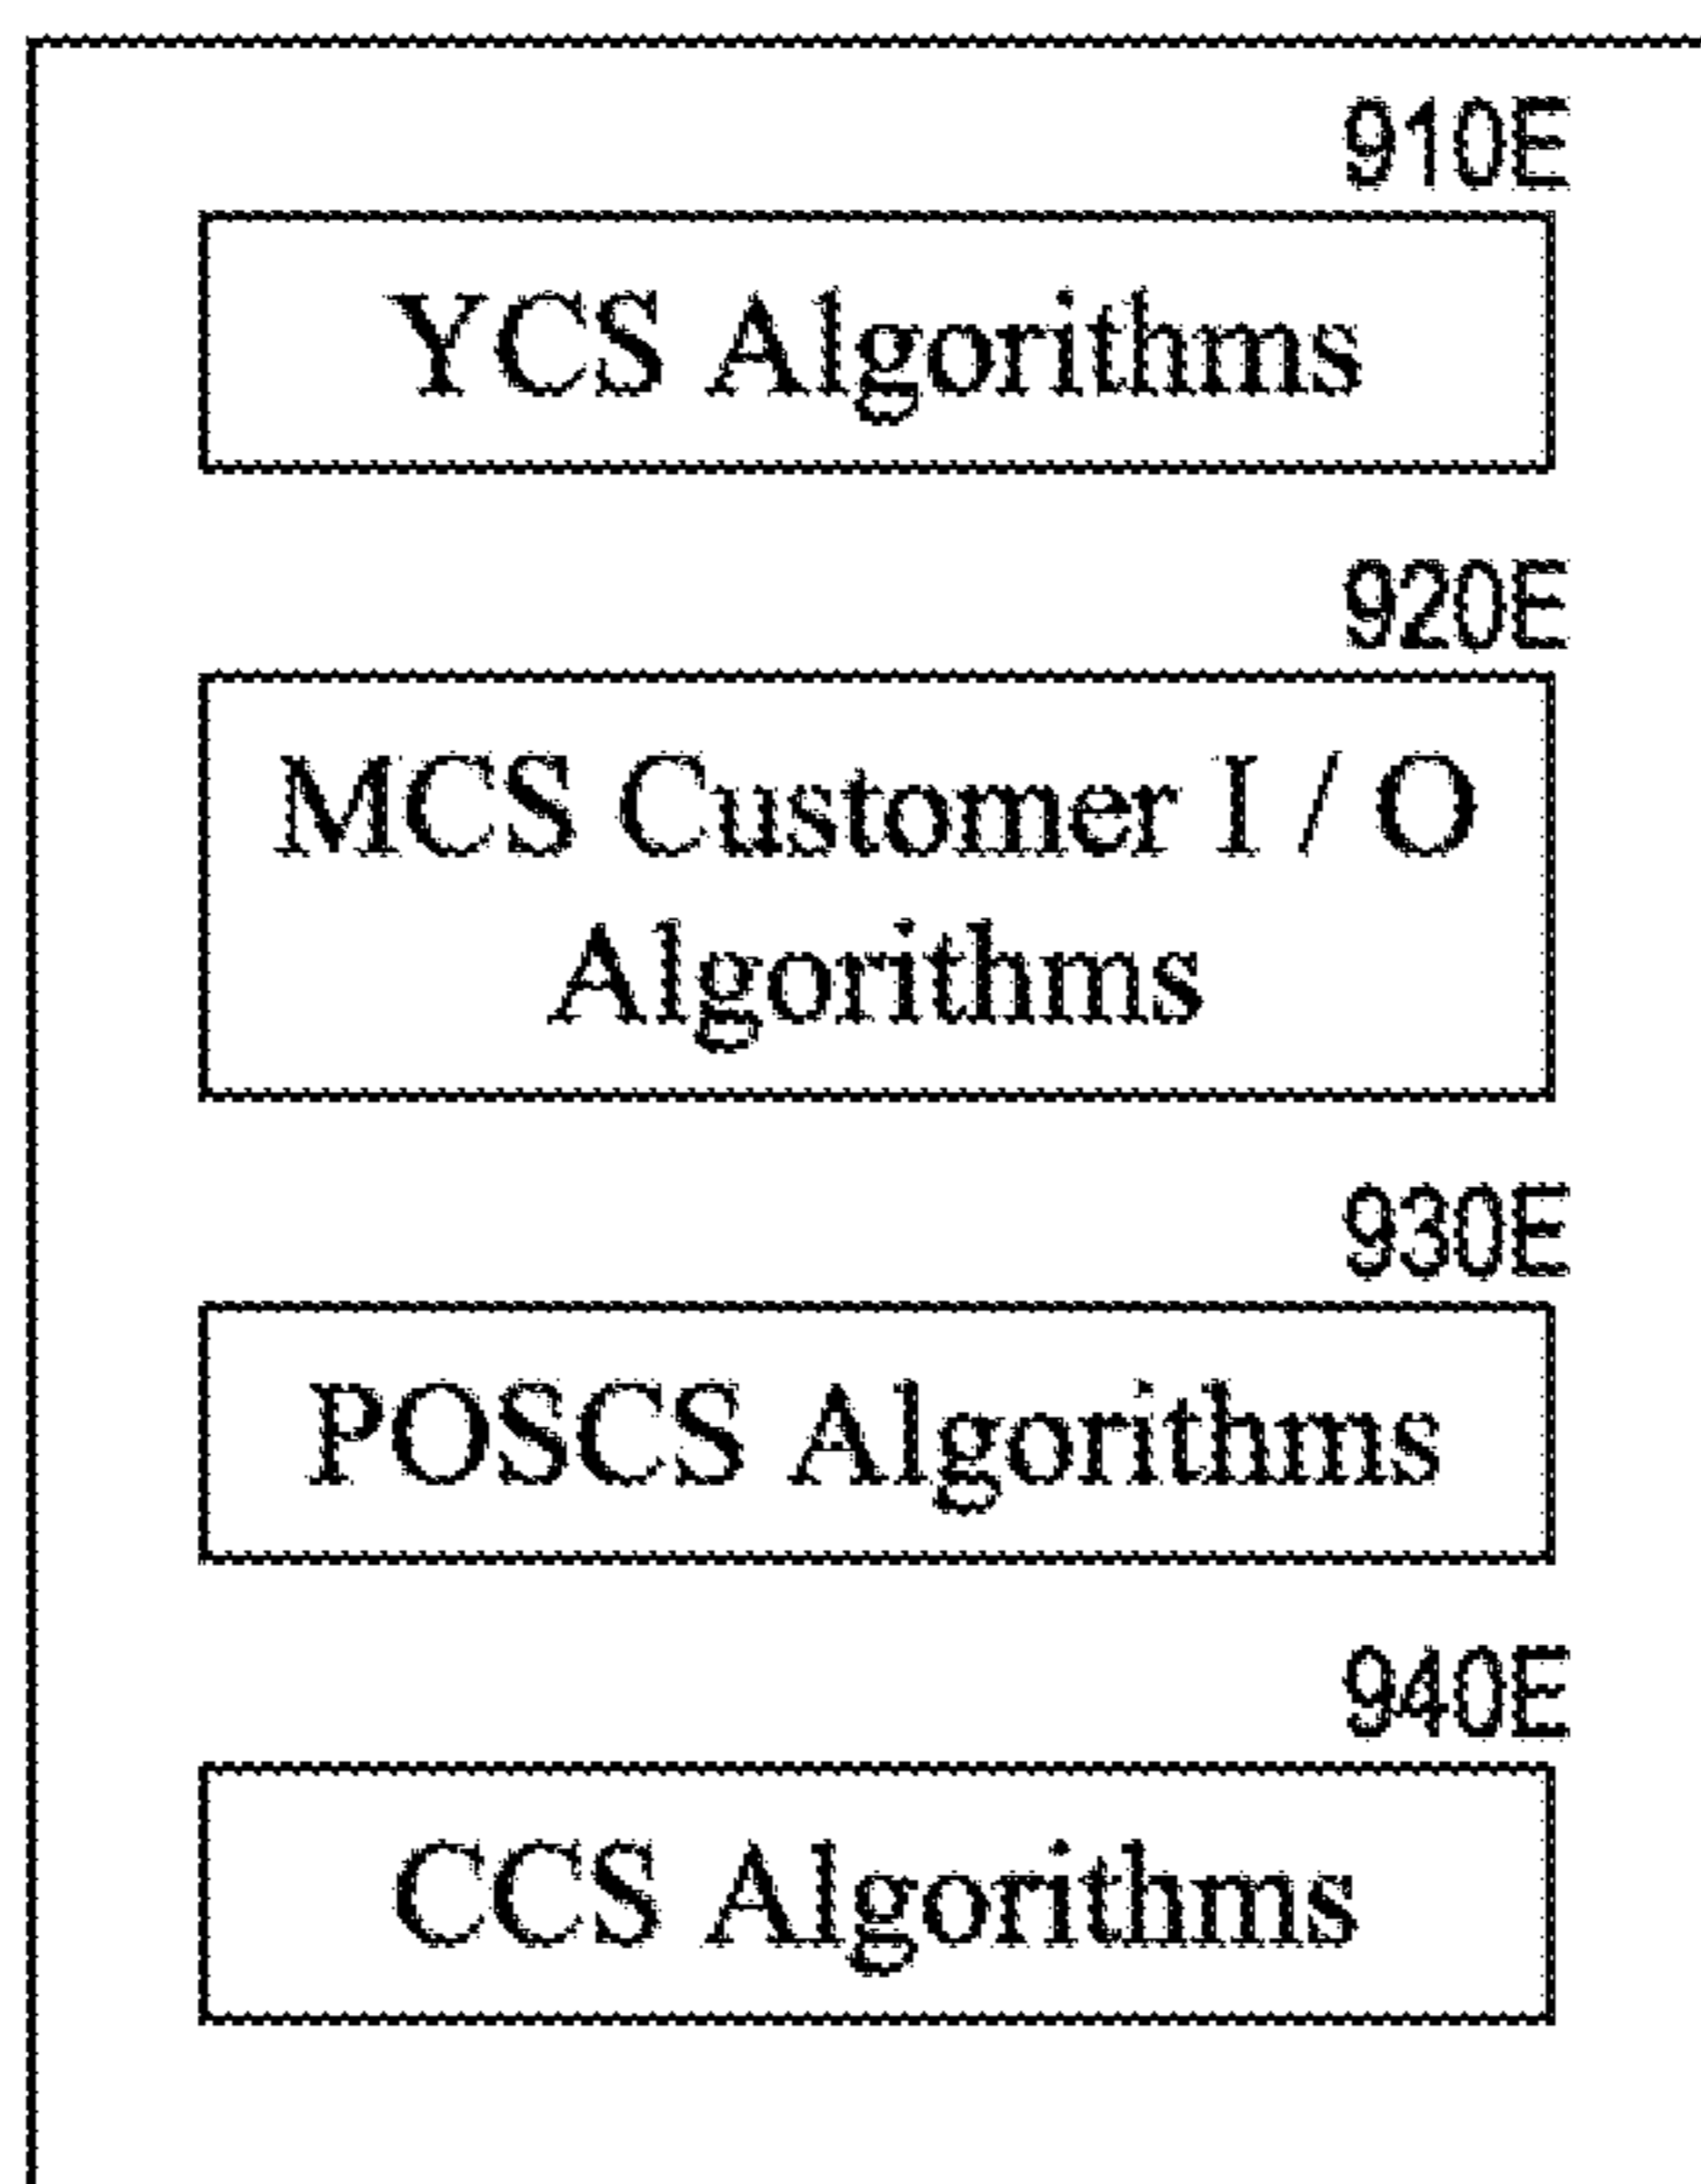 910E
YCS Algorithms
920E
MCS Customer I / O
Algorithms
930E
POSCS Algorithms
940E
CCS Algorithms